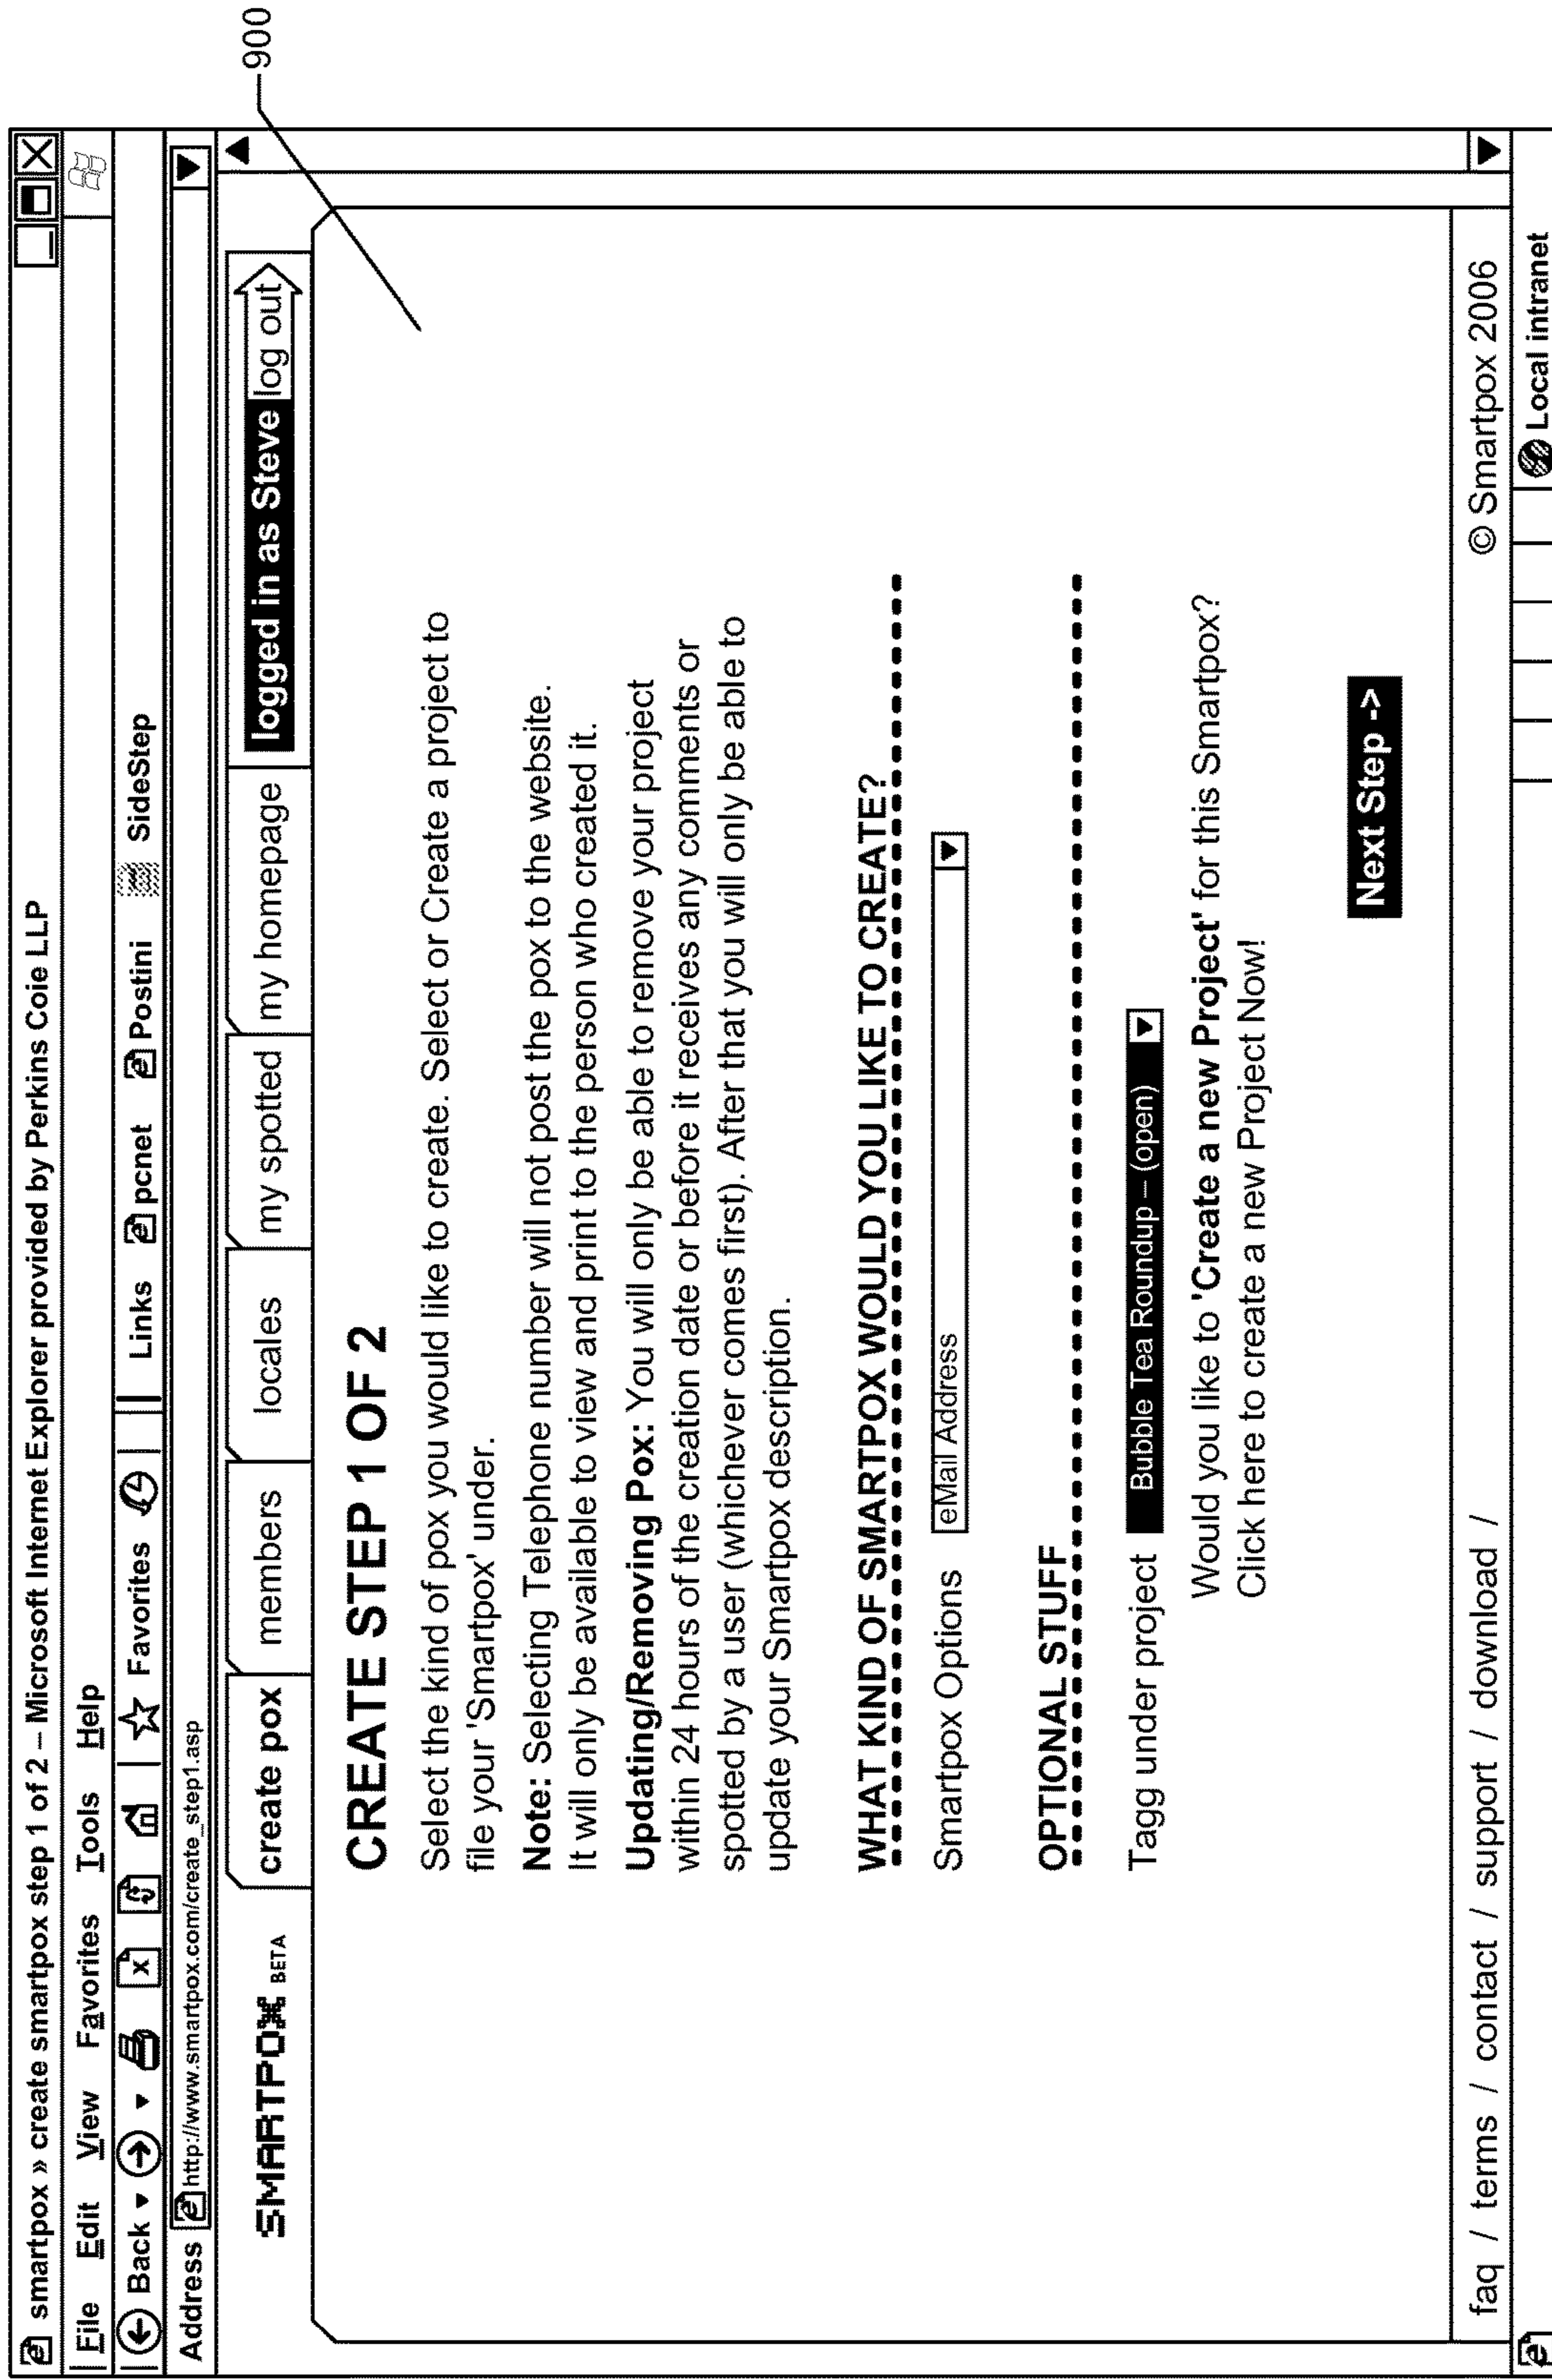 smartpox » create smartpox step 1 of 2 – Microsoft Internet Explorer provided by Perkins Coie LLP
File Edit View Favorites Tools Help
Back Favorites Links pcnet Postini SideStep
Address http://www.smartpox.com/create_step1.asp
SMARTPOX BETA create pox members locales my spotted my homepage logged in as Steve log out
900
CREATE STEP 1 OF 2
Select the kind of pox you would like to create. Select or Create a project to
file your 'Smartpox' under.
Note: Selecting Telephone number will not post the pox to the website.
It will only be available to view and print to the person who created it.
Updating/Removing Pox: You will only be able to remove your project
within 24 hours of the creation date or before it receives any comments or
spotted by a user (whichever comes first). After that you will only be able to
update your Smartpox description.
WHAT KIND OF SMARTPOX WOULD YOU LIKE TO CREATE?
Smartpox Options eMail Address
OPTIONAL STUFF
Tagg under project Bubble Tea Roundup – (open)
Would you like to 'Create a new Project' for this Smartpox?
Click here to create a new Project Now!
Next Step ->
faq / terms / contact / support / download / © Smartpox 2006
Local intranet